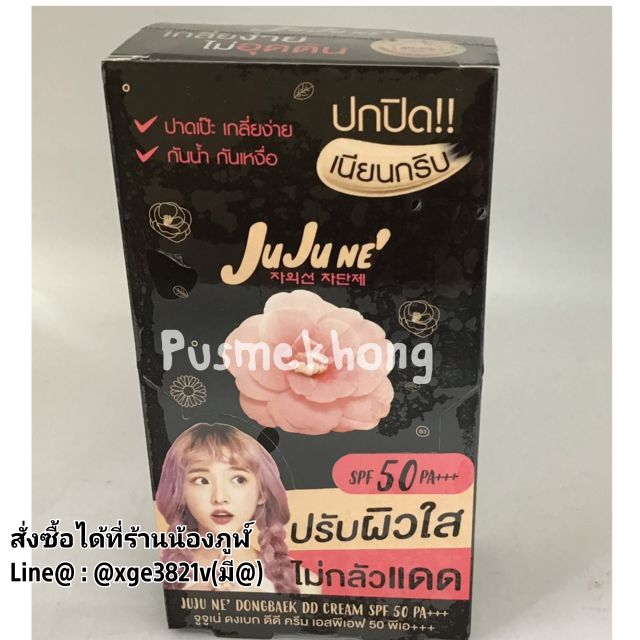 เกลี่ยง่าย
ไม่อุดตัน
ปาดเป๊ะ เกลี่ยง่าย
กันน้ำ กันเหงื่อ
ปกปิด!!
เนียนกริบ
JUJU NE'
자외선 자단제
Pusmekhong
SPF 50 PA+++
ปรับผิวใส
ไม่กลัวแดด
สั่งซื้อได้ที่ร้านน้องภูพั์
Line@ : @xge3821v(มี@)
JUJU NE' DONGBAEK DD CREAM SPF 50 PA+++
จูจูเน่ ดงเบก ดีดี ครีม เอสพีเอฟ 50 พีเอ+++